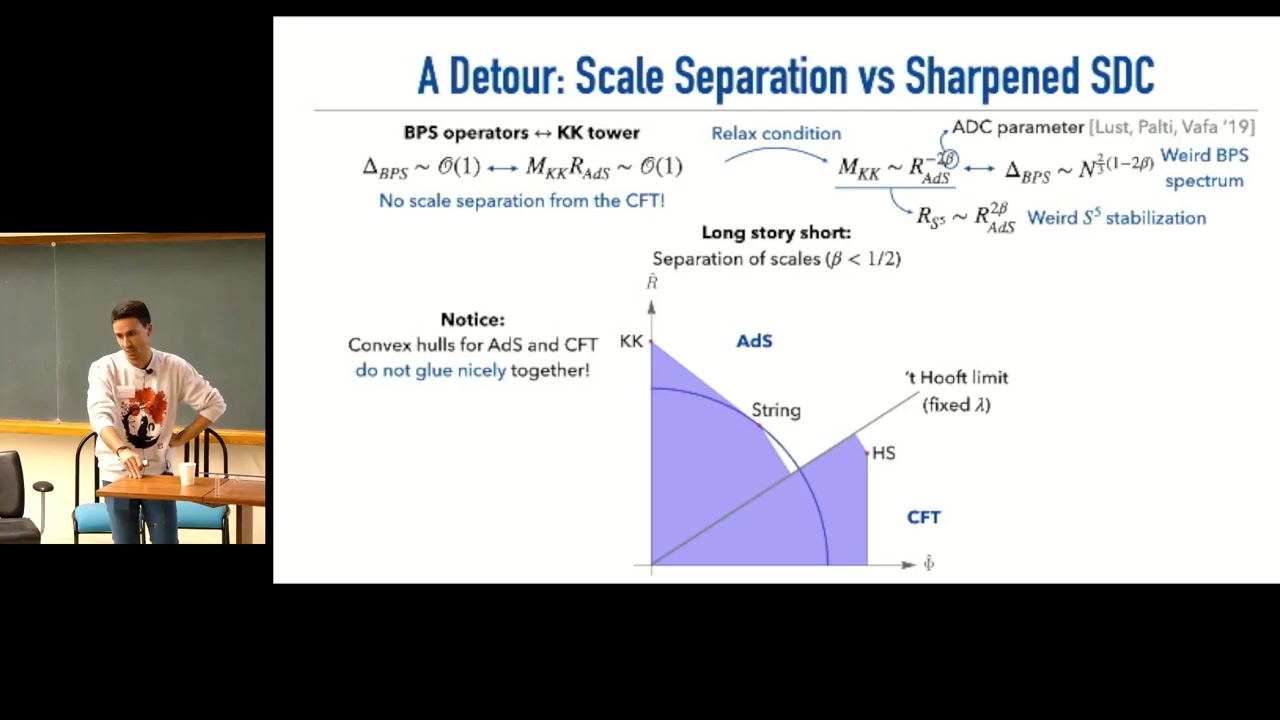 A Detour: Scale Separation vs Sharpened SDC
BPS operators ↔ KK tower
Δ_BPS ~ 𝒪(1) ⟷ M_KK R_AdS ~ 𝒪(1)
No scale separation from the CFT!
Relax condition
ADC parameter [Lust, Palti, Vafa '19]
M_KK ~ R_AdS^{-2β} ⟷ Δ_BPS ~ N^{\frac{2}{3}(1-2β)}
Weird BPS
spectrum
R_{S^5} ~ R_AdS^{2β} Weird S^5 stabilization
Long story short:
Separation of scales (β < 1/2)
Notice:
Convex hulls for AdS and CFT
do not glue nicely together!
R̂
KK
AdS
String
't Hooft limit
(fixed λ)
HS
CFT
Φ̂